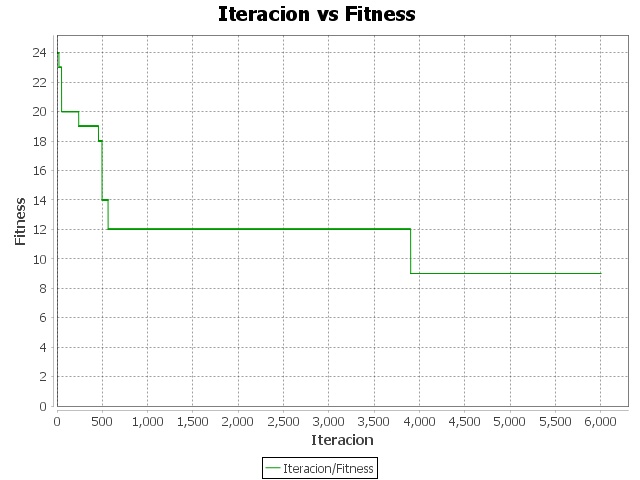 Iteracion vs Fitness
24
22
20
18
16
14
12
10
8
6
4
2
0
Fitness
0 500 1,000 1,500 2,000 2,500 3,000 3,500 4,000 4,500 5,000 5,500 6,000
Iteracion
Iteracion/Fitness